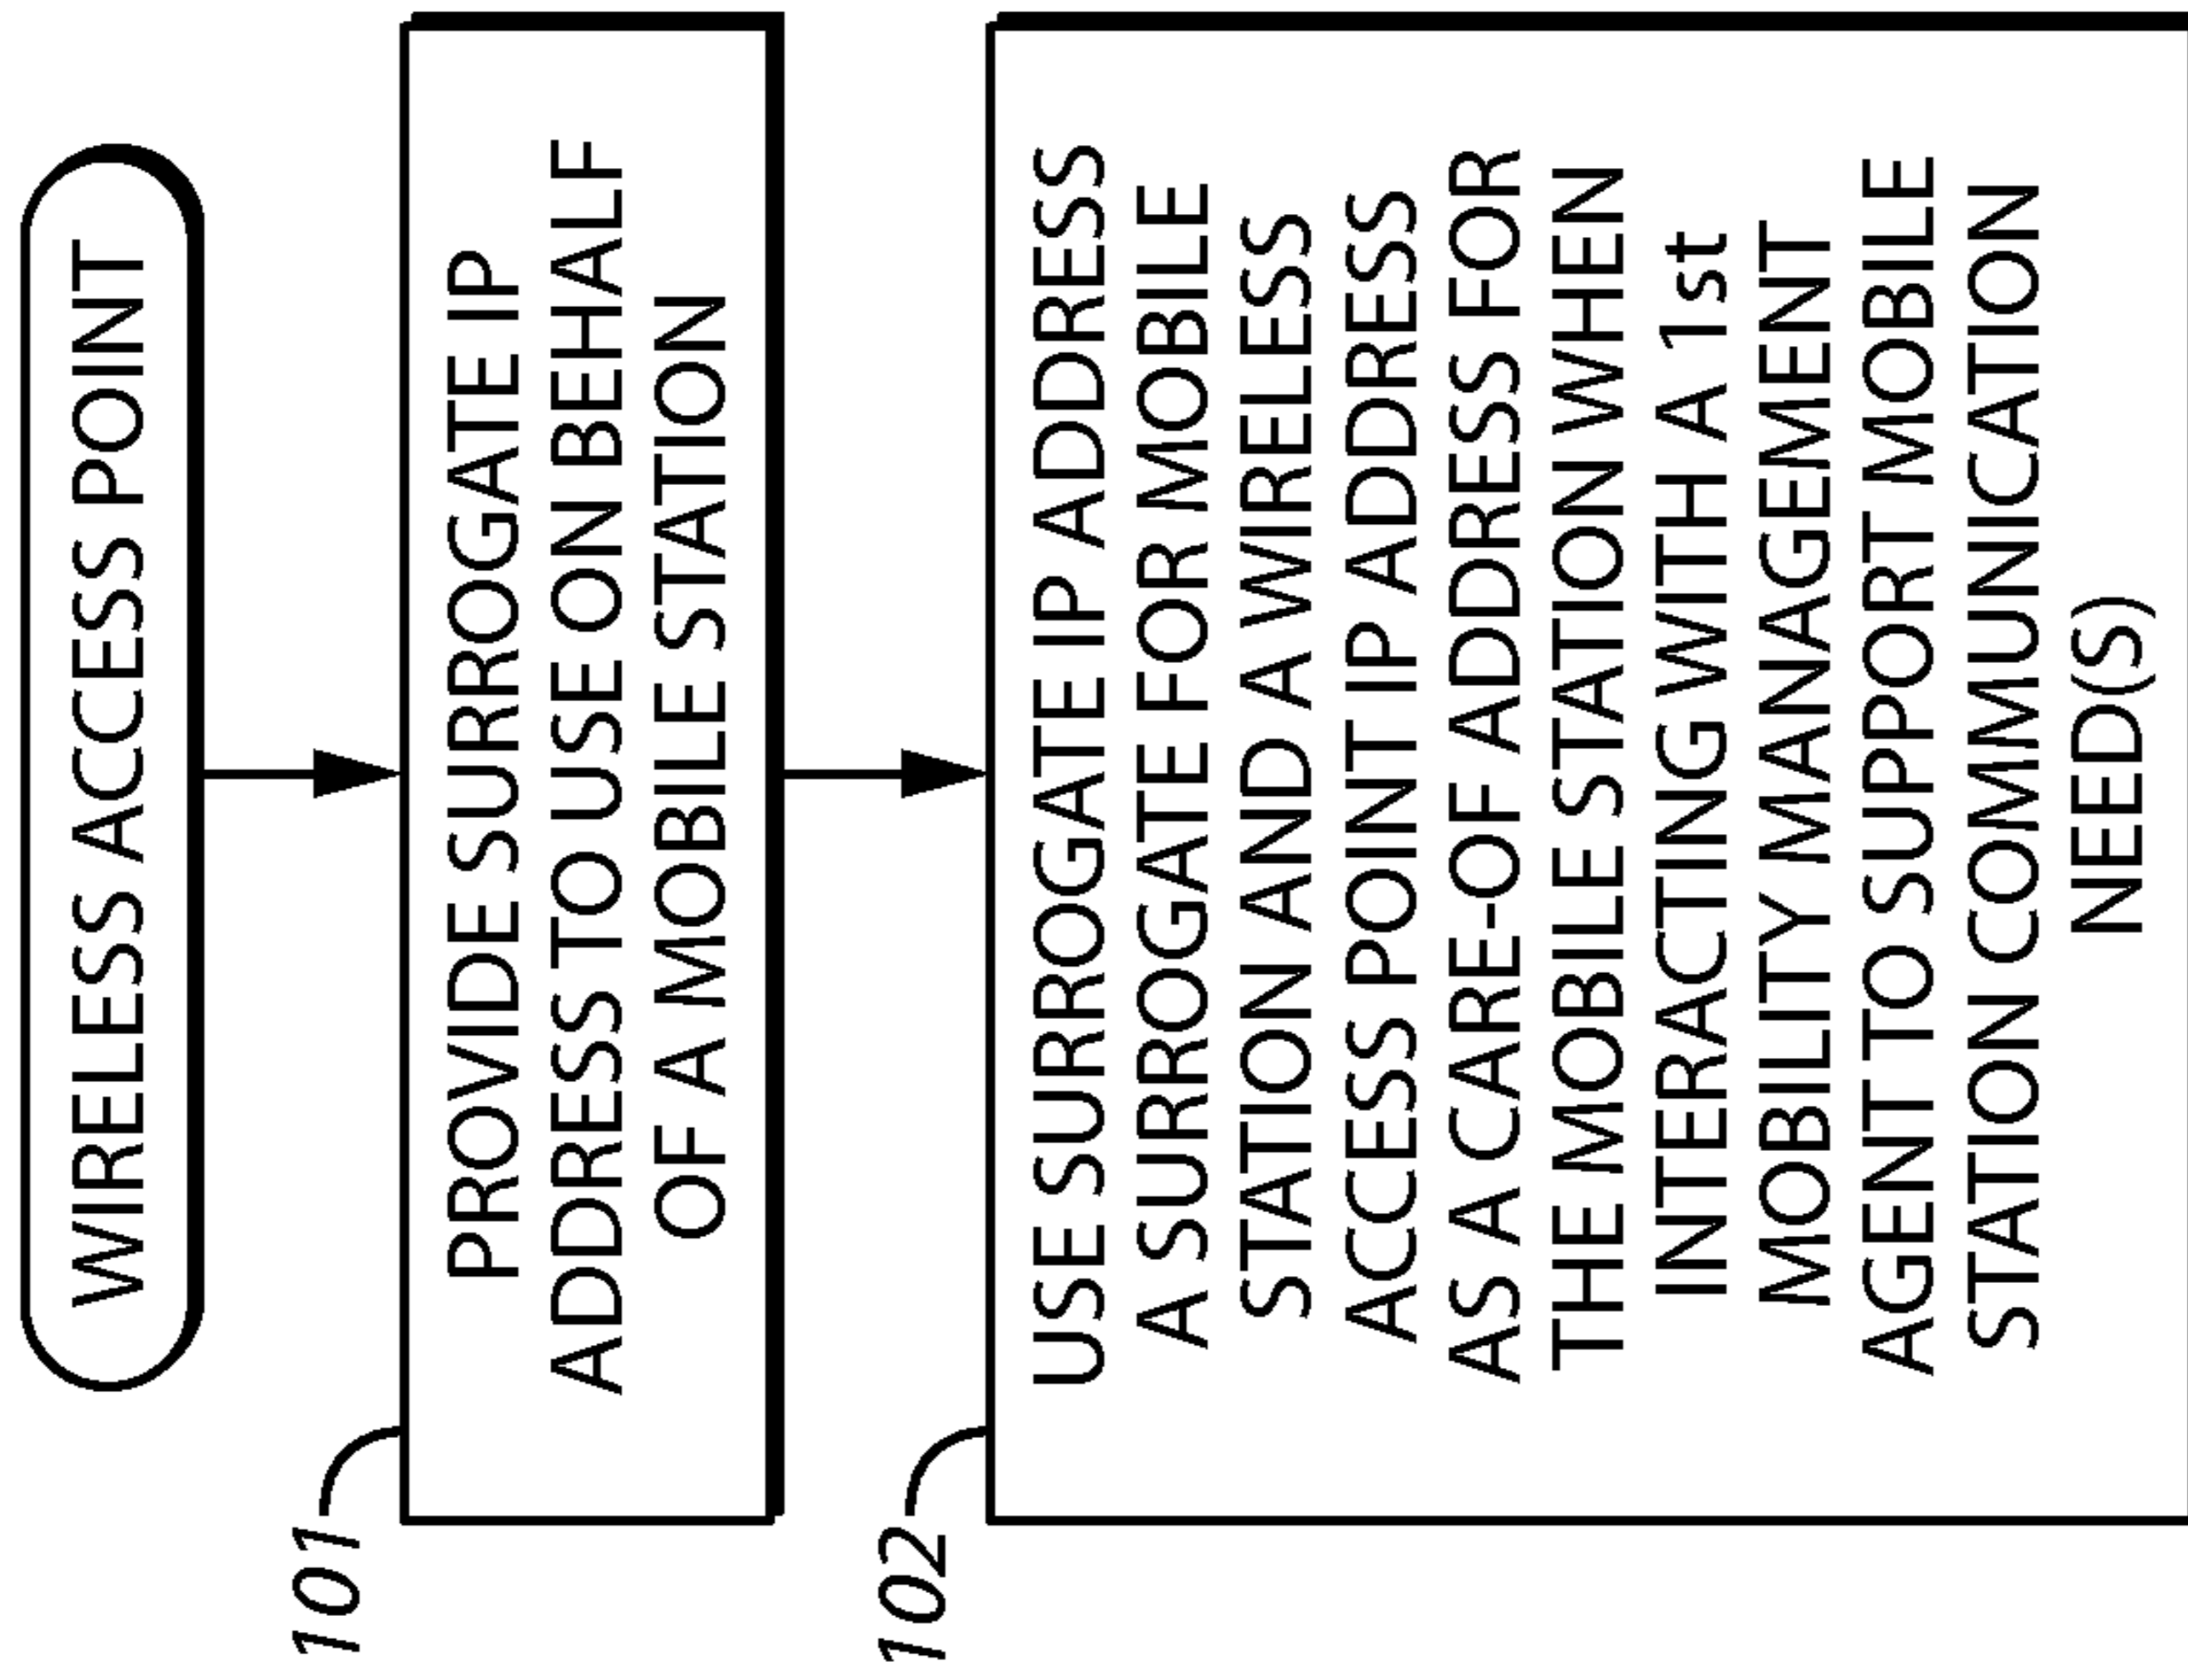 WIRELESS ACCESS POINT
101
PROVIDE SURROGATE IP
ADDRESS TO USE ON BEHALF
OF A MOBILE STATION
102
USE SURROGATE IP ADDRESS
A SURROGATE FOR MOBILE
STATION AND A WIRELESS
ACCESS POINT IP ADDRESS
AS A CARE-OF ADDRESS FOR
THE MOBILE STATION WHEN
INTERACTING WITH A 1st
MOBILITY MANAGEMENT
AGENT TO SUPPORT MOBILE
STATION COMMUNICATION
NEED(S)